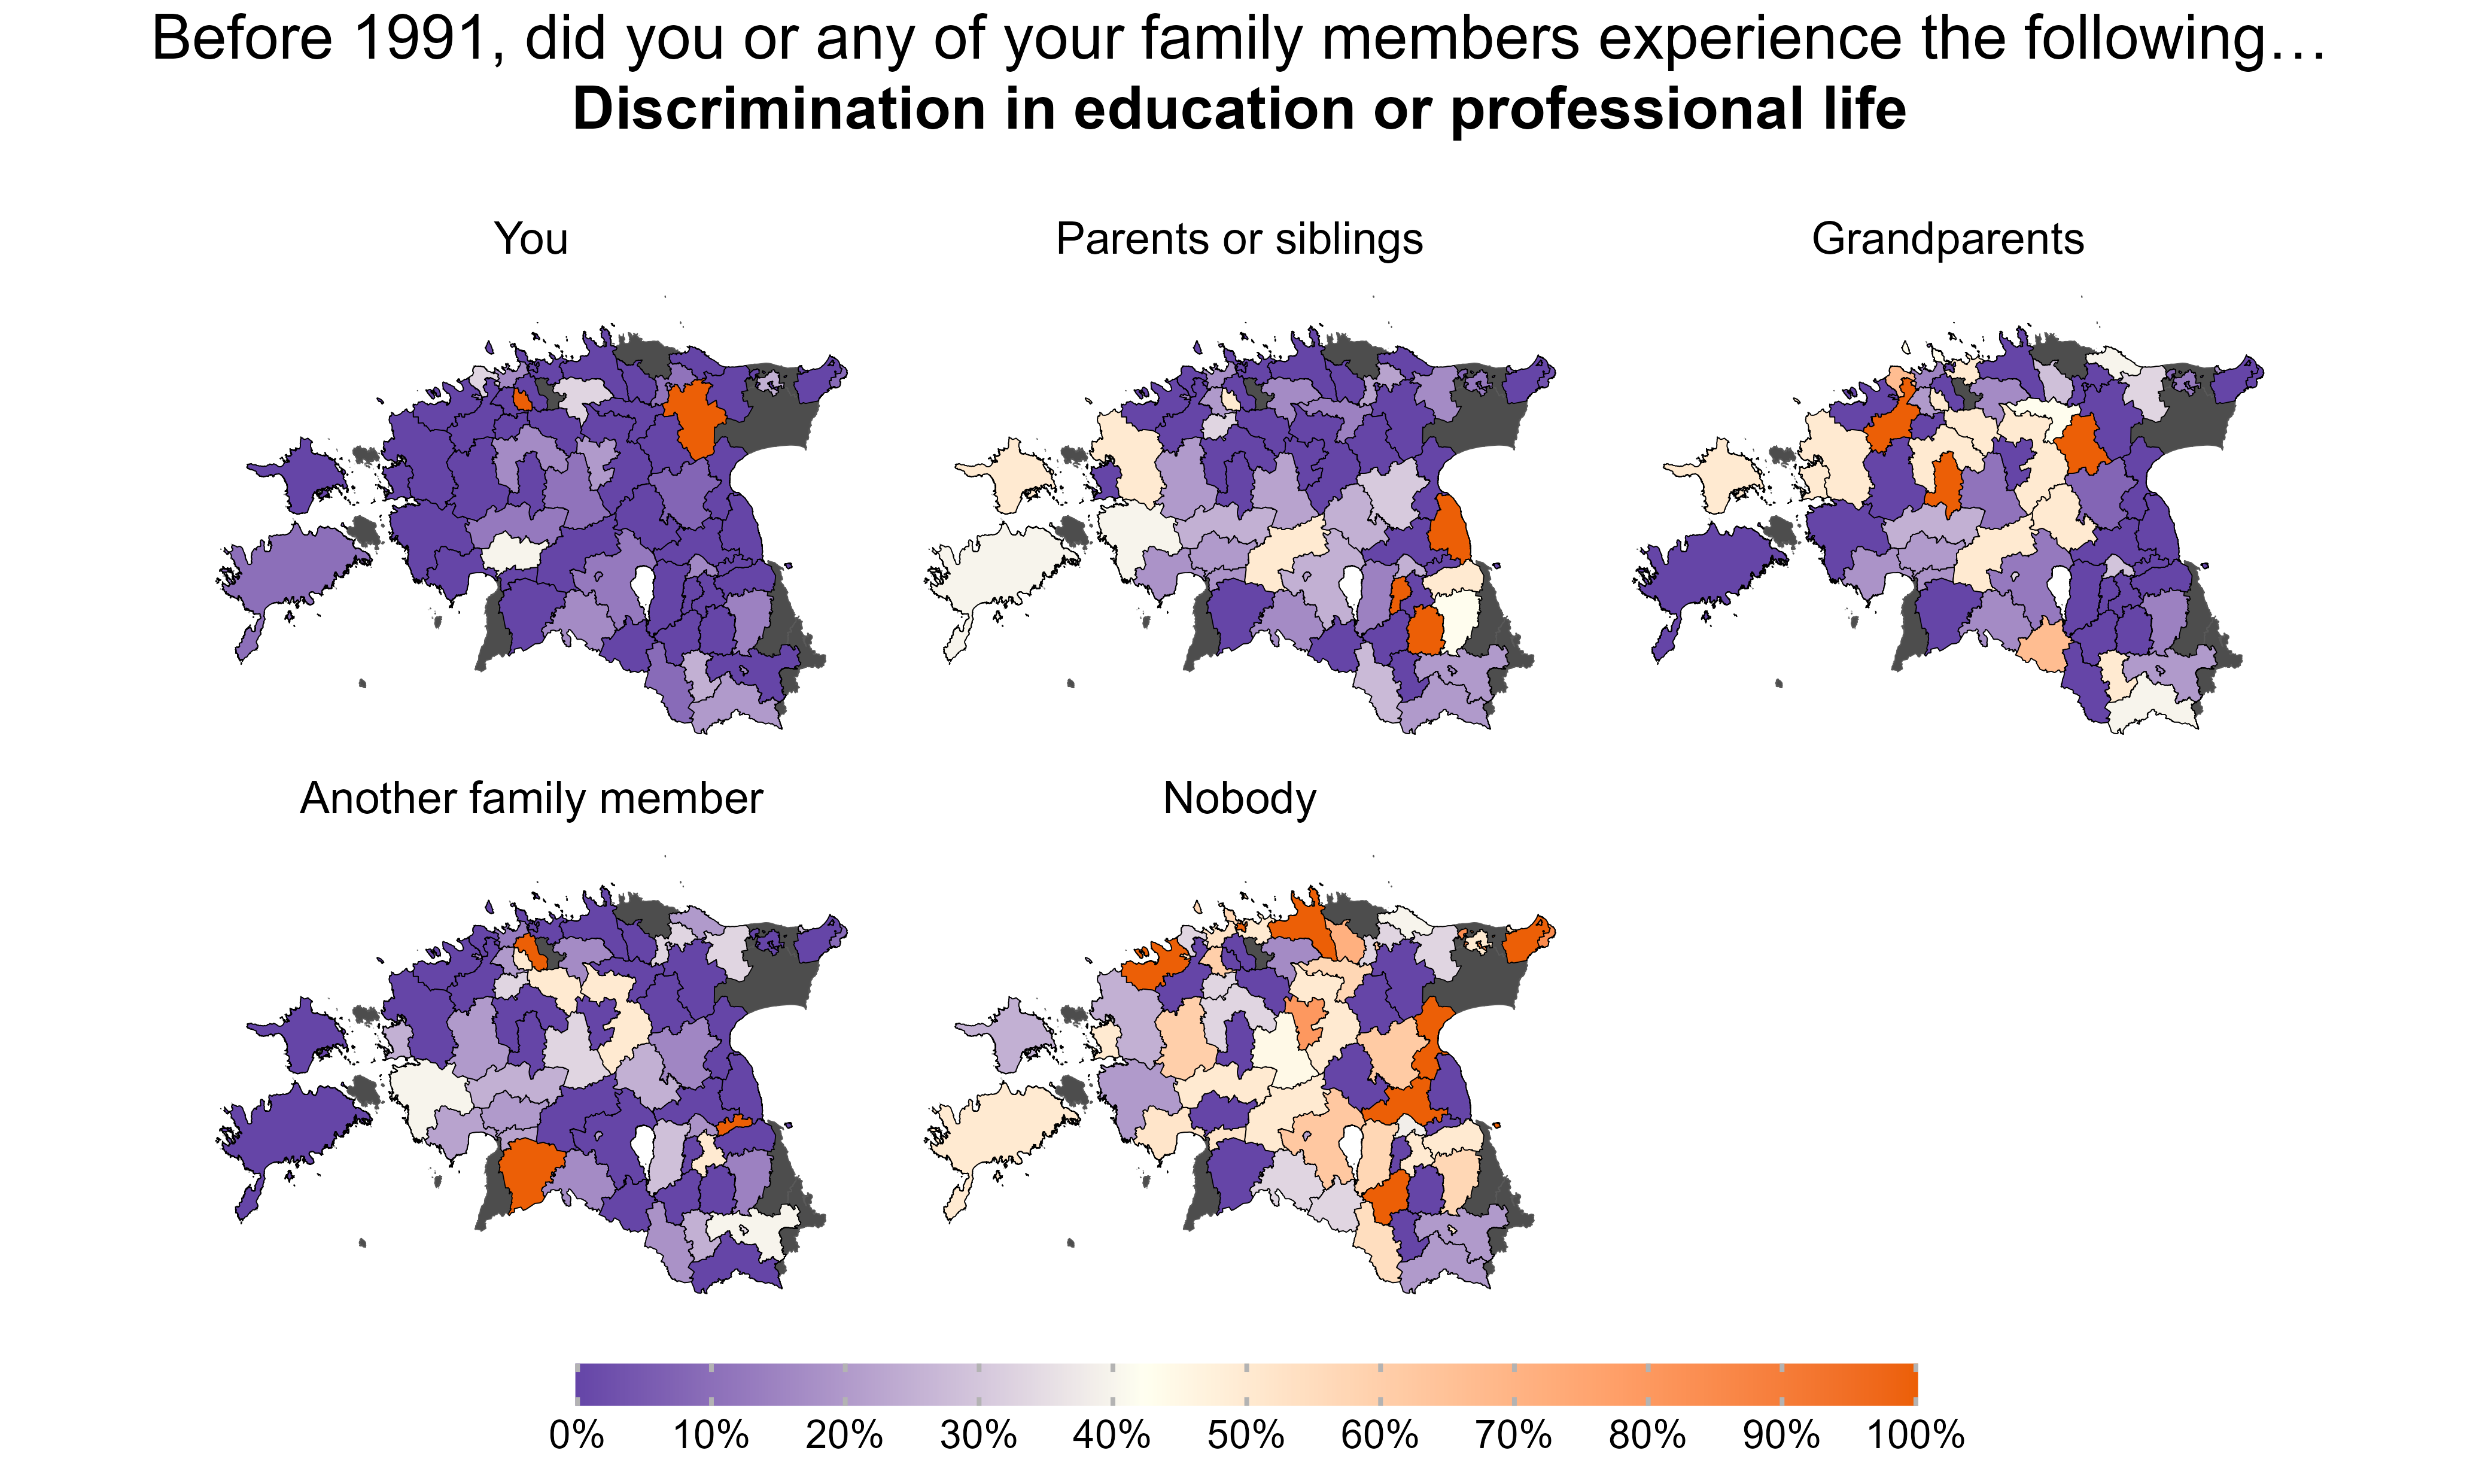 Before 1991, did you or any of your family members experience the following…
Discrimination in education or professional life
You
Parents or siblings
Grandparents
Another family member
Nobody
0% 10% 20% 30% 40% 50% 60% 70% 80% 90% 100%